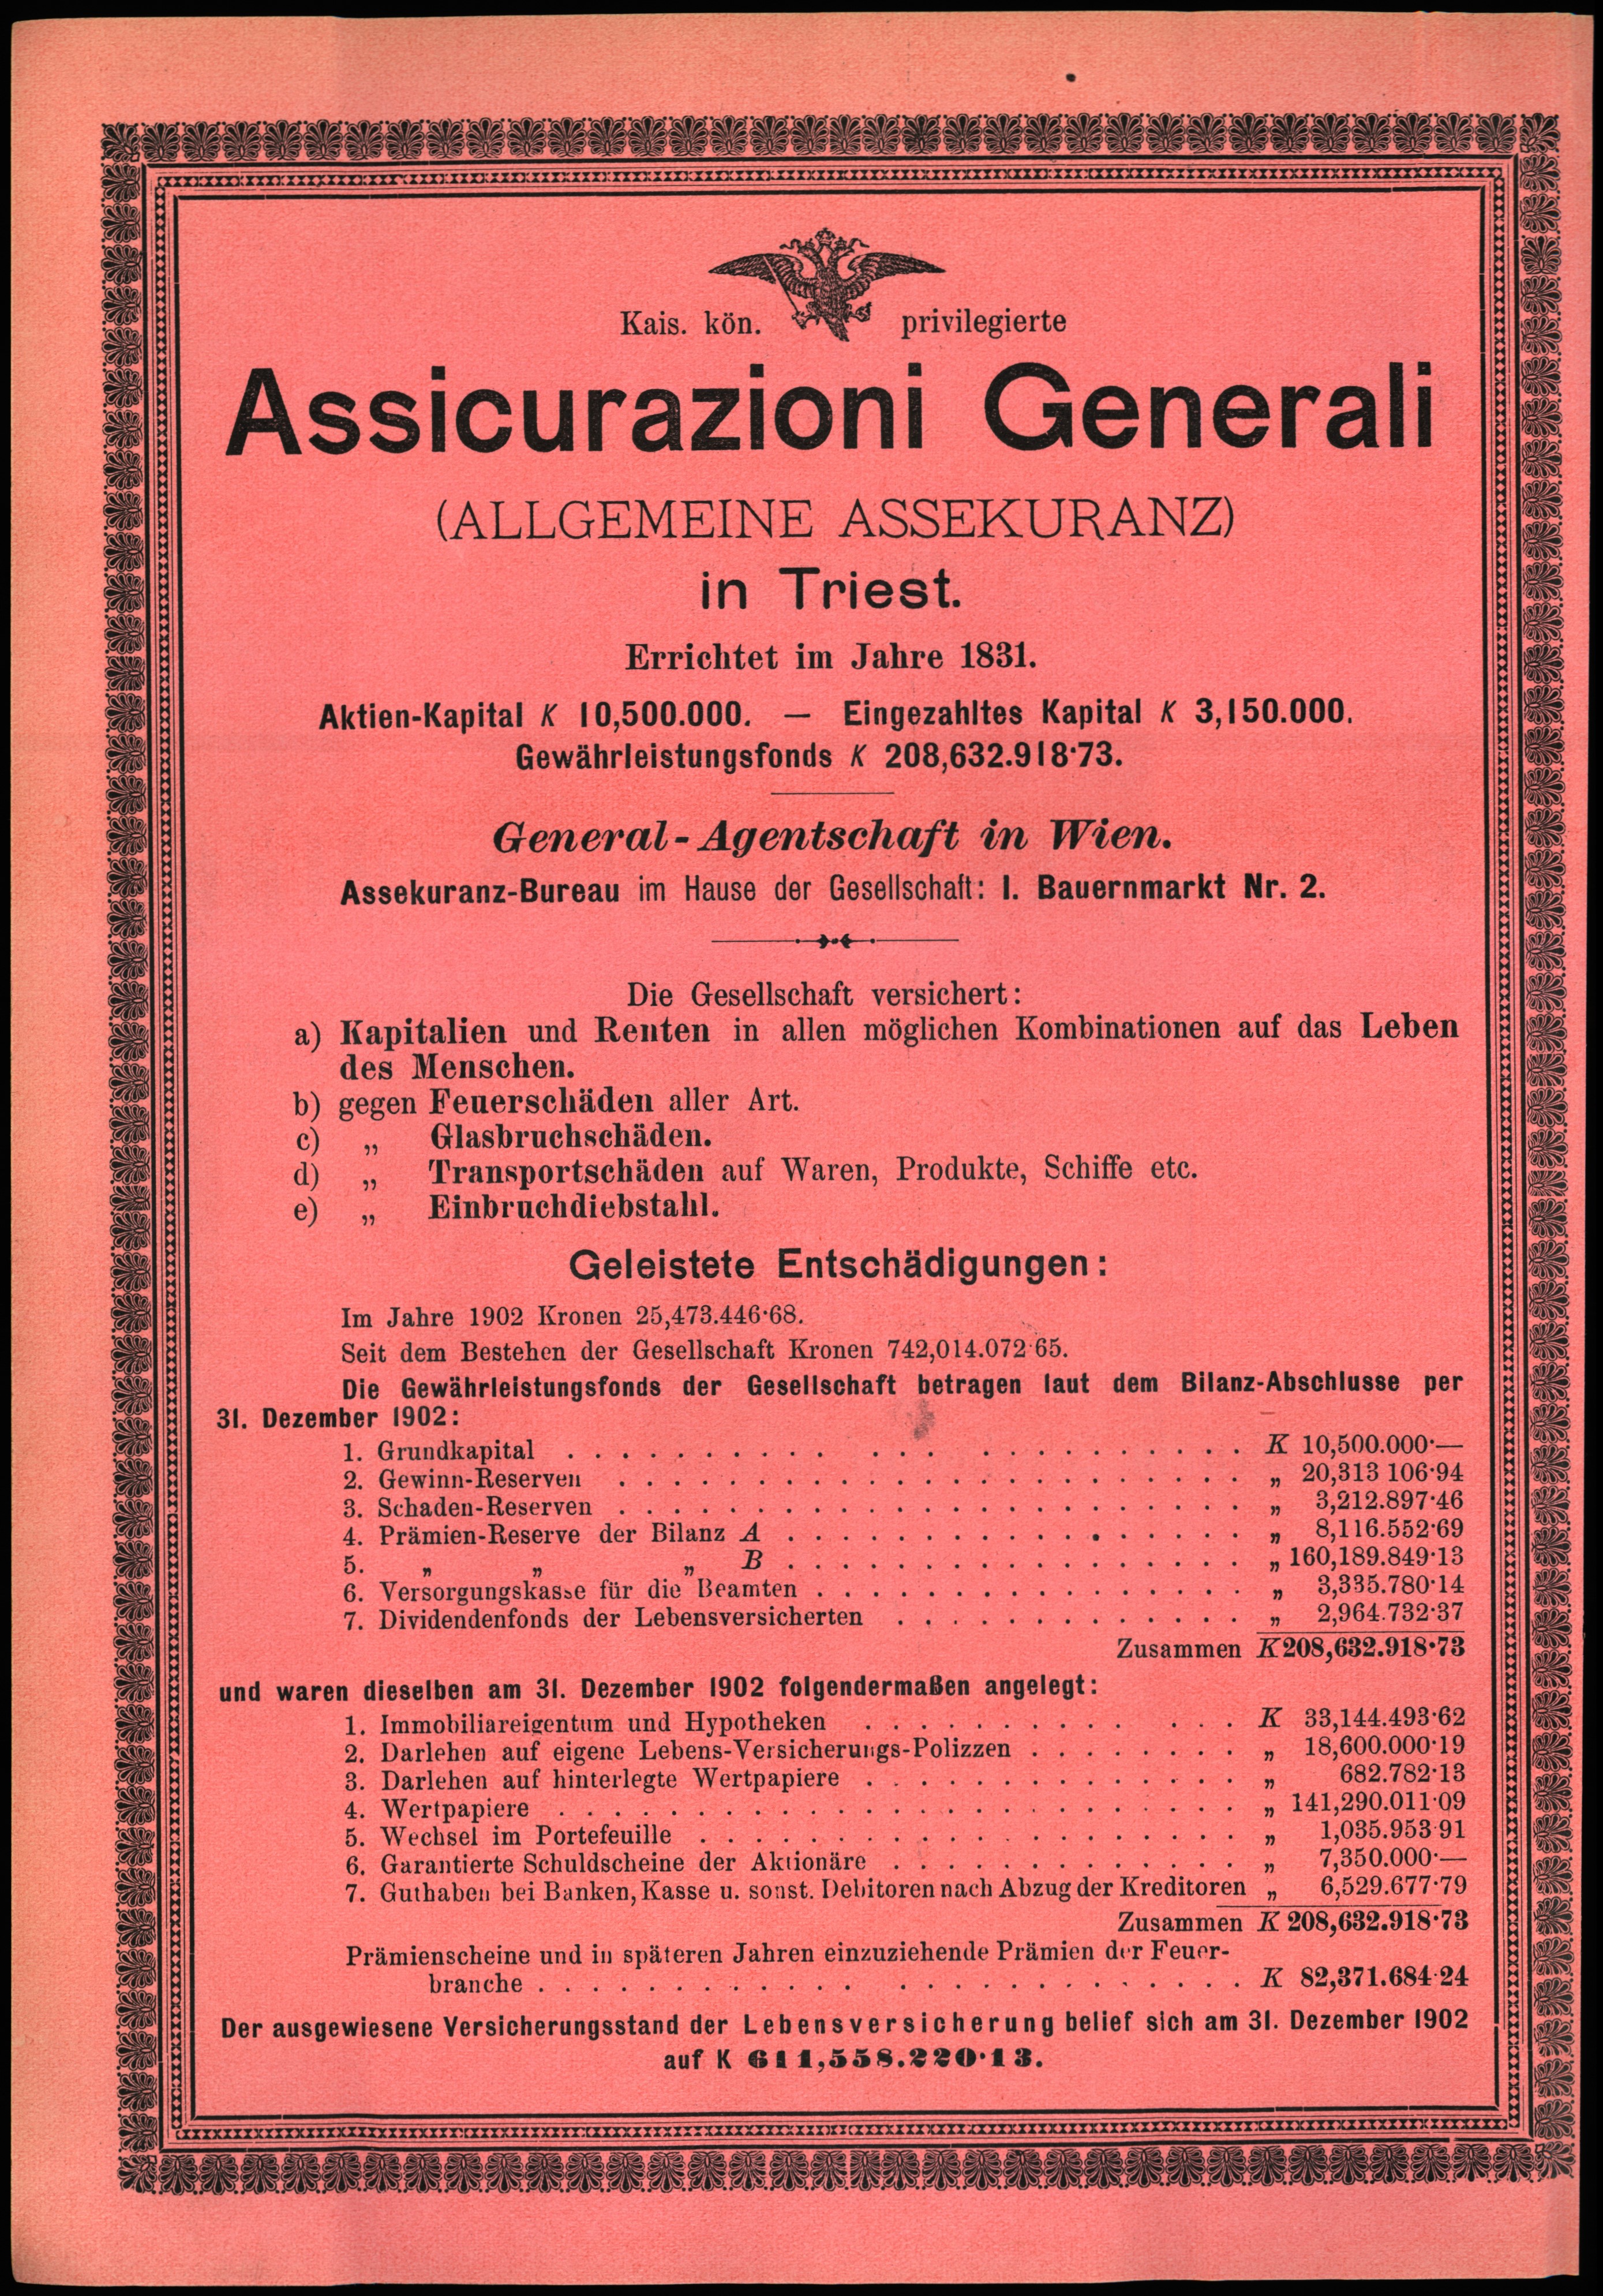 Kais. kön. privilegierte
Assicurazioni Generali
(ALLGEMEINE ASSEKURANZ)
in Triest.
Errichtet im Jahre 1831.
Aktien-Kapital K 10,500.000. — Eingezahltes Kapital K 3,150.000.
Gewährleistungsfonds K 208,632.918·73.
General-Agentschaft in Wien.
Assekuranz-Bureau im Hause der Gesellschaft: I. Bauernmarkt Nr. 2.
Die Gesellschaft versichert:
a) Kapitalien und Renten in allen möglichen Kombinationen auf das Leben
des Menschen.
b) gegen Feuerschäden aller Art.
c) „ Glasbruchschäden.
d) „ Transportschäden auf Waren, Produkte, Schiffe etc.
e) „ Einbruchdiebstahl.
Geleistete Entschädigungen:
Im Jahre 1902 Kronen 25,473.446·68.
Seit dem Bestehen der Gesellschaft Kronen 742,014.072·65.
Die Gewährleistungsfonds der Gesellschaft betragen laut dem Bilanz-Abschlusse per
31. Dezember 1902:
1. Grundkapital . . . . . . . . . . . . . . . . . . . . . . . K 10,500.000·—
2. Gewinn-Reserven . . . . . . . . . . . . . . . . . . . . . . . „ 20,313 106·94
3. Schaden-Reserven . . . . . . . . . . . . . . . . . . . . . . . „ 3,212.897·46
4. Prämien-Reserve der Bilanz A . . . . . . . . . . . . . . . . . „ 8,116.552·69
5. „ „ „ B . . . . . . . . . . . . . . . . . „ 160,189.849·13
6. Versorgungskasse für die Beamten . . . . . . . . . . . . . . . . „ 3,335.780·14
7. Dividendenfonds der Lebensversicherten . . . . . . . . . . . . . „ 2,964.732·37
Zusammen K 208,632.918·73
und waren dieselben am 31. Dezember 1902 folgendermaßen angelegt:
1. Immobiliareigentum und Hypotheken . . . . . . . . . . . . . K 33,144.493·62
2. Darlehen auf eigene Lebens-Versicherungs-Polizzen . . . . . . . . „ 18,600.000·19
3. Darlehen auf hinterlegte Wertpapiere . . . . . . . . . . . . . . „ 682.782·13
4. Wertpapiere . . . . . . . . . . . . . . . . . . . . . . . . . „ 141,290.011·09
5. Wechsel im Portefeuille . . . . . . . . . . . . . . . . . . . . „ 1,035.953·91
6. Garantierte Schuldscheine der Aktionäre . . . . . . . . . . . . . „ 7,350.000·—
7. Guthaben bei Banken, Kasse u. sonst. Debitoren nach Abzug der Kreditoren „ 6,529.677·79
Zusammen K 208,632.918·73
Prämienscheine und in späteren Jahren einzuziehende Prämien der Feuer-
branche . . . . . . . . . . . . . . . . . . . . . . . . . K 82,371.684·24
Der ausgewiesene Versicherungsstand der Lebensversicherung belief sich am 31. Dezember 1902
auf K 611,558.220·13.